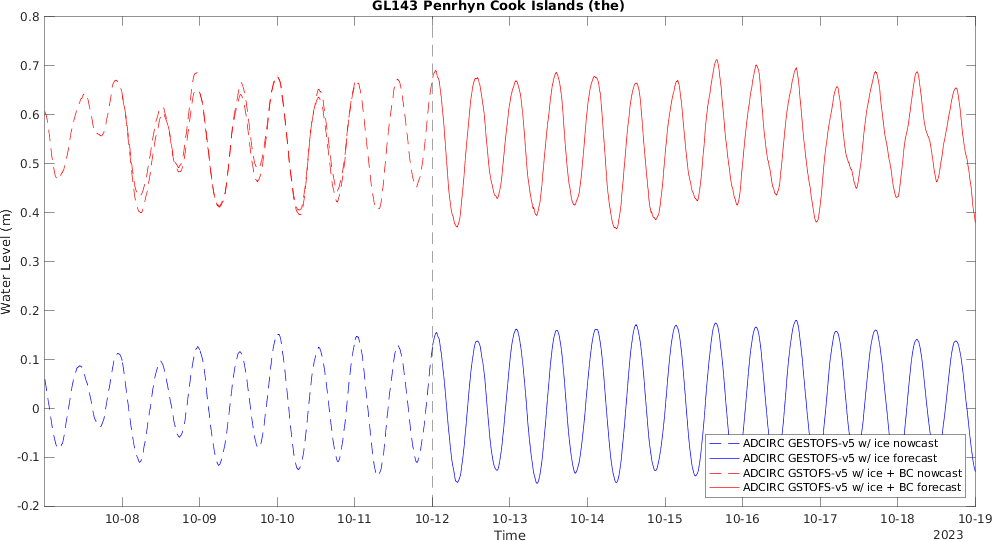 GL143 Penrhyn Cook Islands (the)
0.8
0.7
0.6
0.5
0.4
0.3
0.2
0.1
0
-0.1
-0.2
Water Level (m)
ADCIRC GESTOFS-v5 w/ ice nowcast
ADCIRC GESTOFS-v5 w/ ice forecast
ADCIRC GSTOFS-v5 w/ ice + BC nowcast
ADCIRC GSTOFS-v5 w/ ice + BC forecast
10-08 10-09 10-10 10-11 10-12 10-13 10-14 10-15 10-16 10-17 10-18 10-19
Time
2023